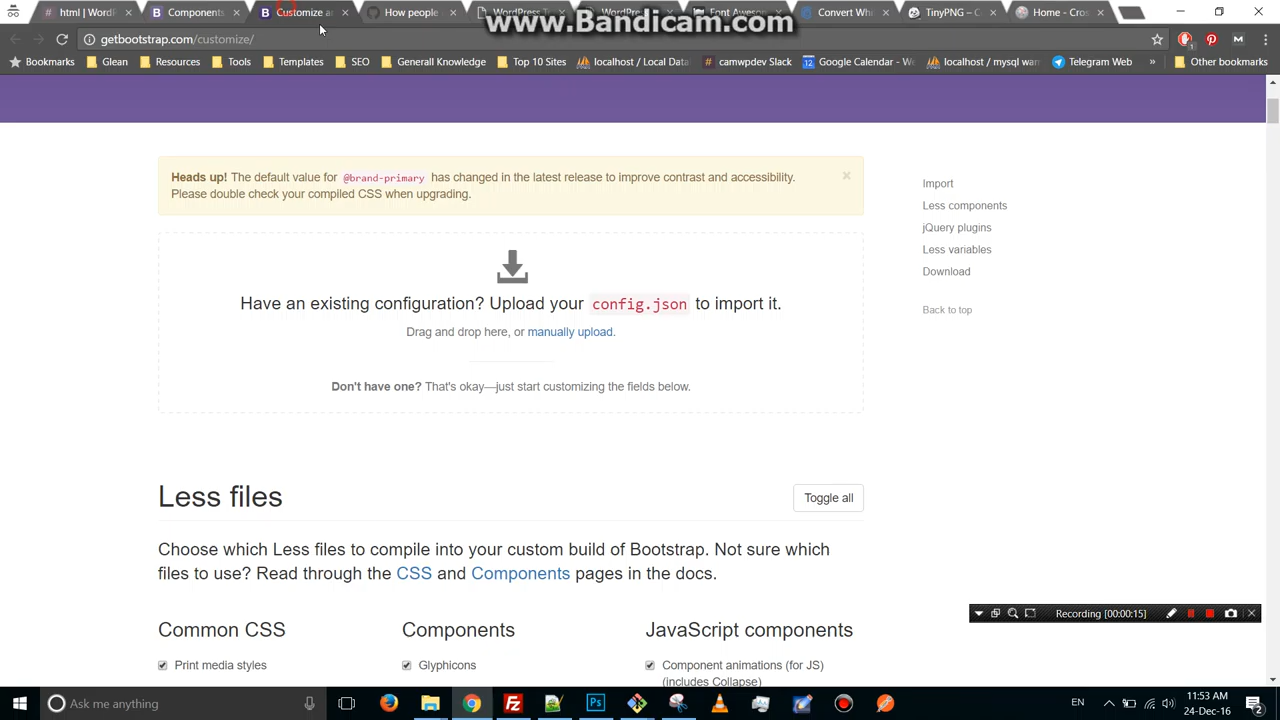 html | WordP
Components
Customize a
How people
WordPress T
WordPre
Font Aweso
Convert Wh
TinyPNG – C
Home - Cros
www.Bandicam.com
getbootstrap.com/customize/
Bookmarks
Glean
Resources
Tools
Templates
SEO
Generall Knowledge
Top 10 Sites
localhost / Local Data
camwpdev Slack
Google Calendar - We
localhost / mysql wam
Telegram Web
»
Other bookmarks
Heads up! The default value for @brand-primary has changed in the latest release to improve contrast and accessibility.
Please double check your compiled CSS when upgrading.
×
Import
Less components
jQuery plugins
Less variables
Download
Back to top
Have an existing configuration? Upload your config.json to import it.
Drag and drop here, or manually upload.
Don't have one? That's okay—just start customizing the fields below.
Less files
Toggle all
Choose which Less files to compile into your custom build of Bootstrap. Not sure which
files to use? Read through the CSS and Components pages in the docs.
Recording [00:00:15]
Common CSS
Components
JavaScript components
Print media styles
Glyphicons
Component animations (for JS)
(includes Collapse)
Ask me anything
EN
11:53 AM
24-Dec-16
2